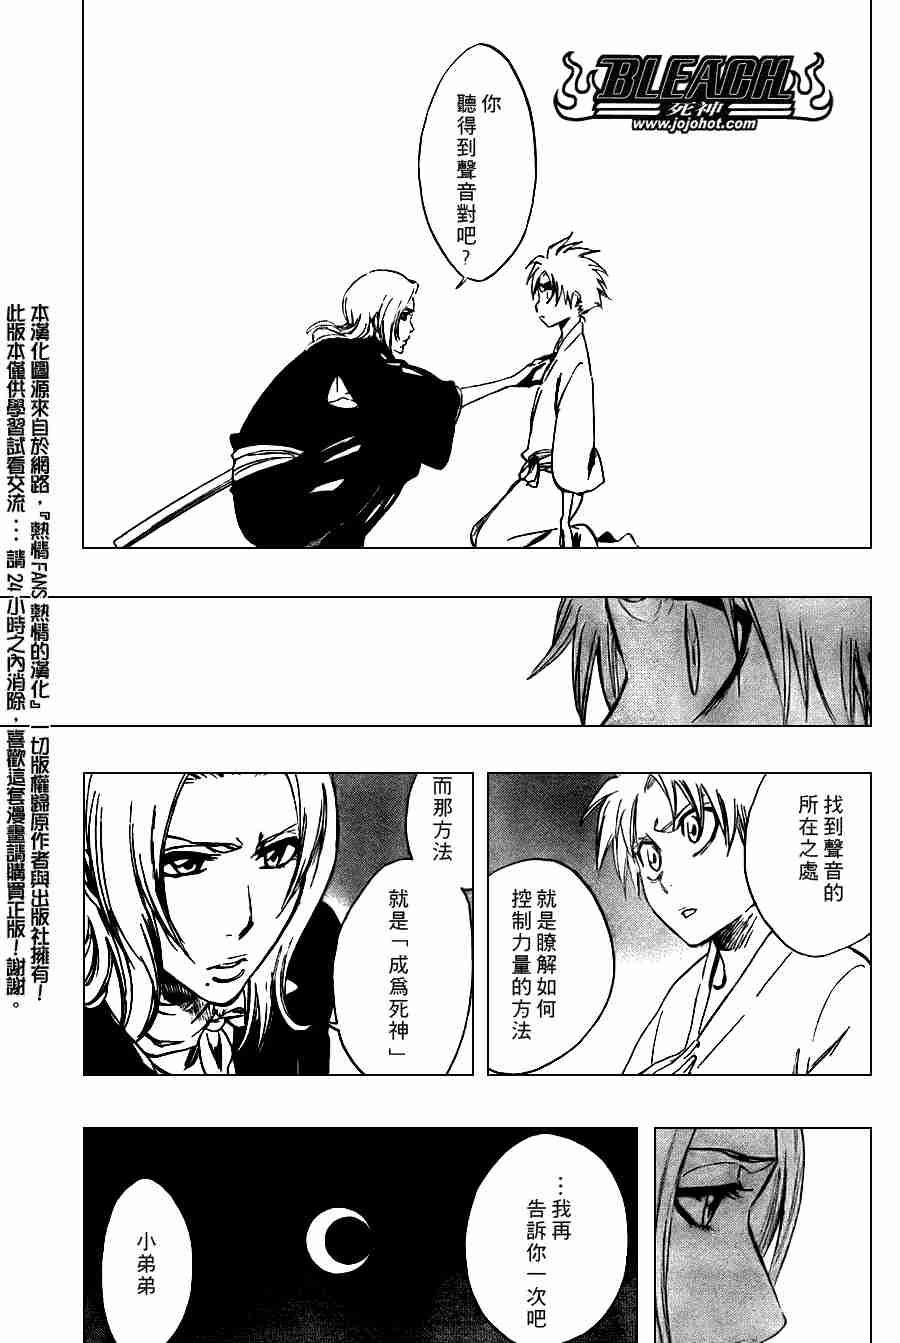 BLEACH
死神
www.jojohot.com
你
聽得到聲音對吧？
找到聲音的
所在之處
就是瞭解如何
控制力量的方法
而那方法
就是「成爲死神」
…我再
告訴你一次吧
小弟弟
本漢化圖源來自於網路，『熱情FANS熱情的漢化』一切版權歸原作者與出版社擁有！
此版本僅供學習試看交流…請24小時之內消除，喜歡這套漫畫請購買正版！謝謝。